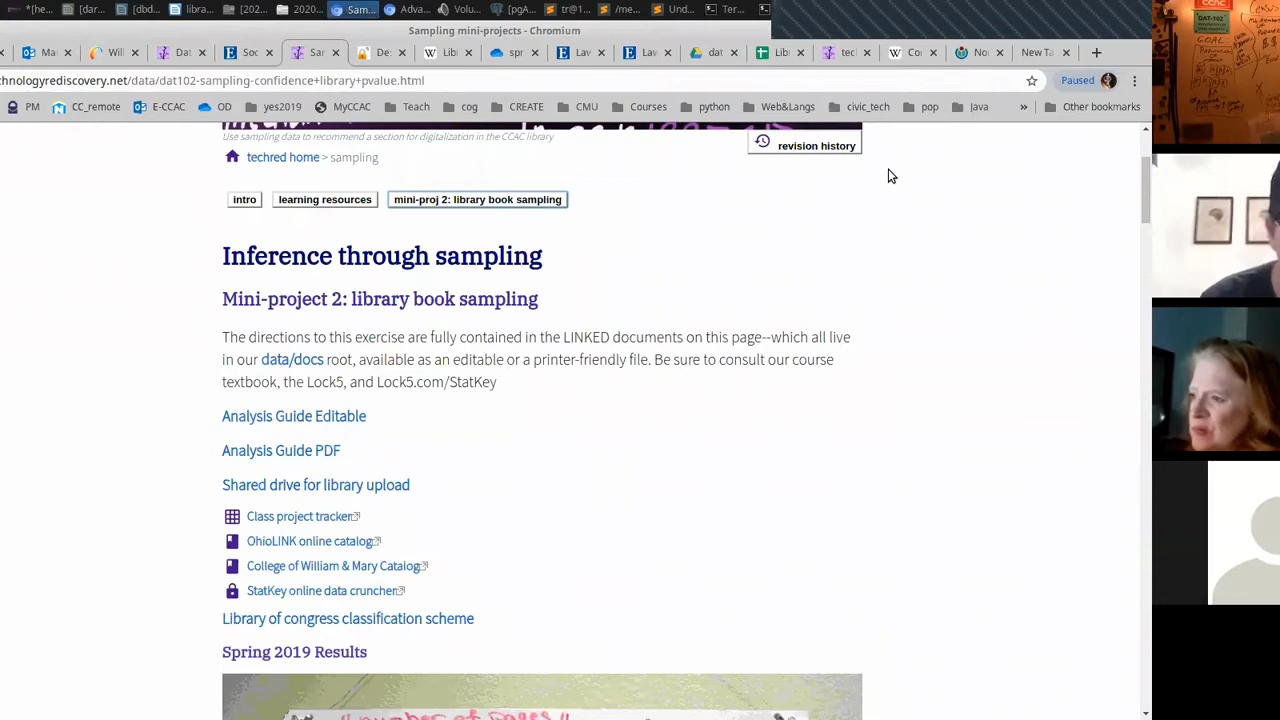 Sampling mini-projects - Chromium
Paused
chnologyrediscovery.net/data/dat102-sampling-confidence+library+pvalue.html
PM CC_remote E-CCAC OD yes2019 MyCCAC Teach cog CREATE CMU Courses python Web&Langs civic_tech pop Java » Other bookmarks
Use sampling data to recommend a section for digitalization in the CCAC library
revision history
techred home > sampling
intro learning resources mini-proj 2: library book sampling
Inference through sampling
Mini-project 2: library book sampling
The directions to this exercise are fully contained in the LINKED documents on this page--which all live
in our data/docs root, available as an editable or a printer-friendly file. Be sure to consult our course
textbook, the Lock5, and Lock5.com/StatKey
Analysis Guide Editable
Analysis Guide PDF
Shared drive for library upload
Class project tracker
OhioLINK online catalog
College of William & Mary Catalog
StatKey online data cruncher
Library of congress classification scheme
Spring 2019 Results
"number of pages"
CCAC
DAT-102
GOAL